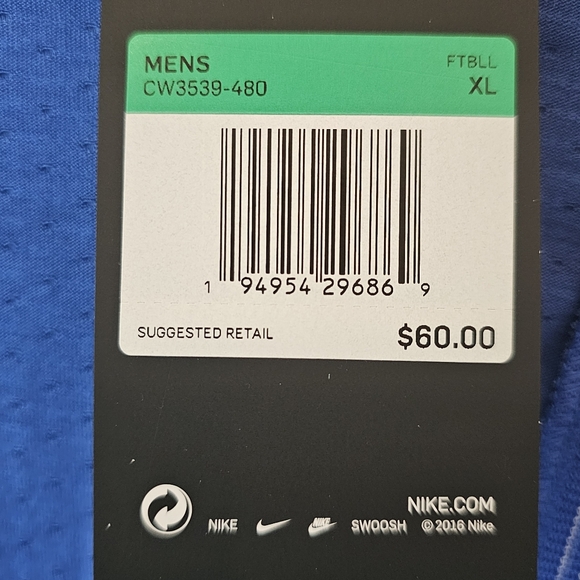 MENS FTBLL
CW3539-480 XL
1 94954 29686 9
SUGGESTED RETAIL $60.00
NIKE.COM
NIKE NIKE SWOOSH © 2016 Nike